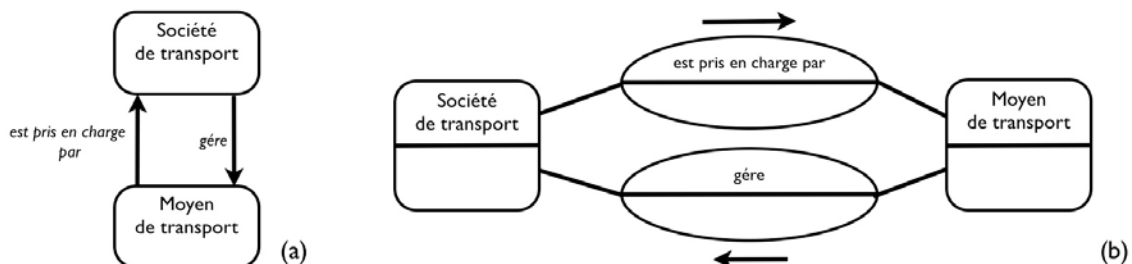 Société
de transport
est pris en charge
par
gére
Moyen
de transport
(a)
est pris en charge par
Société
de transport
Moyen
de transport
gére
(b)